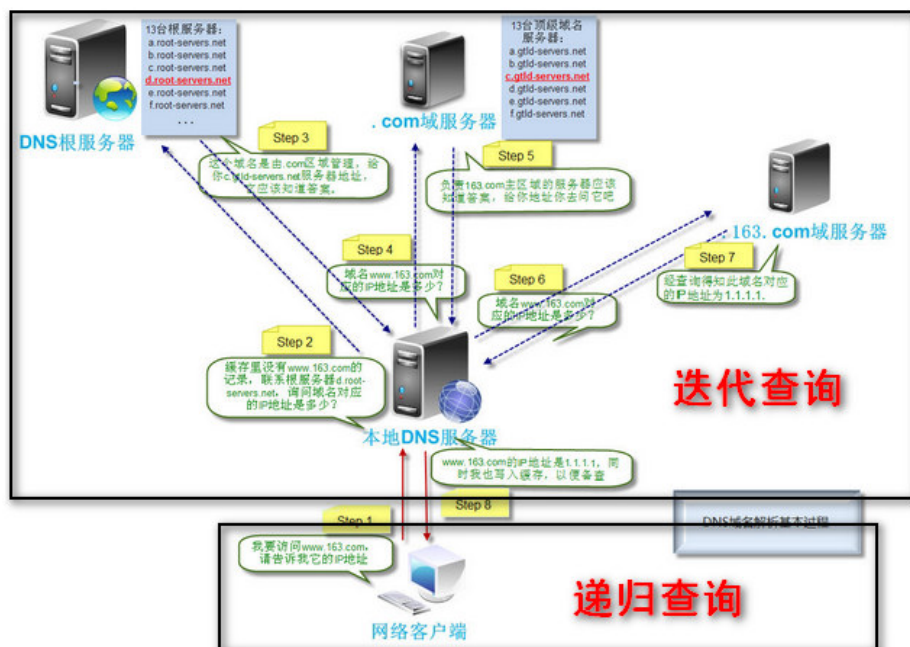 13台根服务器：
a.root-servers.net
b.root-servers.net
c.root-servers.net
d.root-servers.net
e.root-servers.net
f.root-servers.net
...
DNS根服务器
13台顶级域名
服务器：
a.gtld-servers.net
b.gtld-servers.net
c.gtld-servers.net
d.gtld-servers.net
e.gtld-servers.net
f.gtld-servers.net
.com域服务器
Step 3
这个域名是由.com区域管理，给
你c.gtld-servers.net服务器地址，
它应该知道答案。
Step 5
负责163.com主区域的服务器应该
知道答案，给你地址你去问它吧
.163.com域服务器
Step 4
域名www.163.com对
应的IP地址是多少？
Step 6
域名www.163.com对
应的IP地址是多少？
Step 7
经查询得知此域名对应
的IP地址为1.1.1.1.
Step 2
缓存里没有www.163.com的
记录，联系根服务器d.root-
servers.net，询问域名对应
的IP地址是多少？
迭代查询
本地DNS服务器
www.163.com的IP地址是1.1.1.1，同
时我也写入缓存，以便备查
Step 1
Step 8
DNS域名解析基本过程
我要访问www.163.com，
请告诉我它的IP地址
递归查询
网络客户端